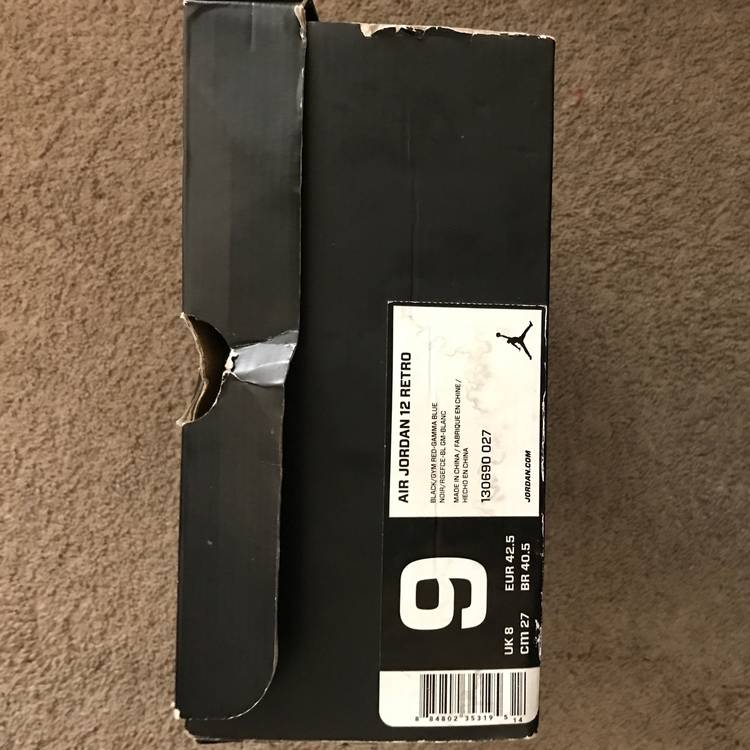 AIR JORDAN 12 RETRO
BLACK/GYM RED-GAMMA BLUE
NOIR/RGEFCE-BL GM-BLANC
MADE IN CHINA / FABRIQUE EN CHINE /
HECHO EN CHINA
130690 027
JORDAN.COM
9
UK 8 EUR 42.5
cm 27 BR 40.5
8 84802 35319 5 14